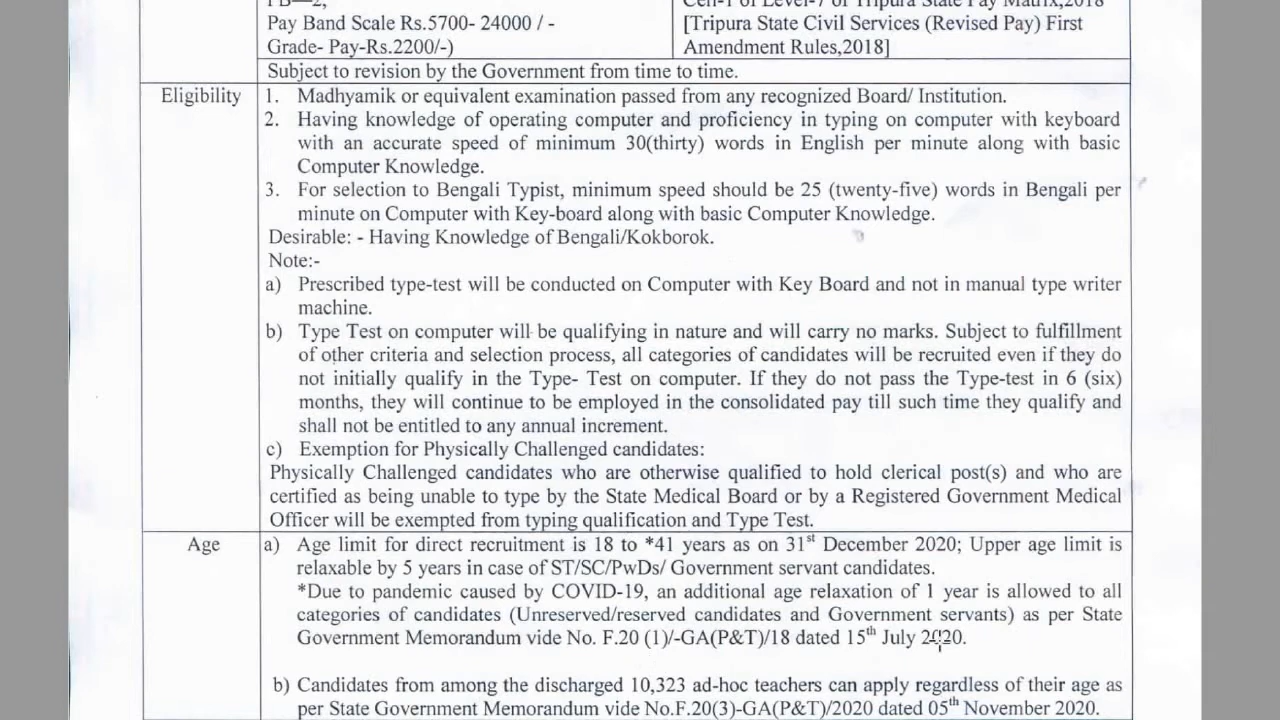 PB—2,
Pay Band Scale Rs.5700- 24000 / -
Grade- Pay-Rs.2200/-)
Cell-1 of Level-7 of Tripura State Pay Matrix,2018
[Tripura State Civil Services (Revised Pay) First
Amendment Rules,2018]
Subject to revision by the Government from time to time.
Eligibility
1. Madhyamik or equivalent examination passed from any recognized Board/ Institution.
2. Having knowledge of operating computer and proficiency in typing on computer with keyboard
with an accurate speed of minimum 30(thirty) words in English per minute along with basic
Computer Knowledge.
3. For selection to Bengali Typist, minimum speed should be 25 (twenty-five) words in Bengali per
minute on Computer with Key-board along with basic Computer Knowledge.
Desirable: - Having Knowledge of Bengali/Kokborok.
Note:-
a) Prescribed type-test will be conducted on Computer with Key Board and not in manual type writer
machine.
b) Type Test on computer will be qualifying in nature and will carry no marks. Subject to fulfillment
of other criteria and selection process, all categories of candidates will be recruited even if they do
not initially qualify in the Type- Test on computer. If they do not pass the Type-test in 6 (six)
months, they will continue to be employed in the consolidated pay till such time they qualify and
shall not be entitled to any annual increment.
c) Exemption for Physically Challenged candidates:
Physically Challenged candidates who are otherwise qualified to hold clerical post(s) and who are
certified as being unable to type by the State Medical Board or by a Registered Government Medical
Officer will be exempted from typing qualification and Type Test.
Age
a) Age limit for direct recruitment is 18 to *41 years as on 31st December 2020; Upper age limit is
relaxable by 5 years in case of ST/SC/PwDs/ Government servant candidates.
*Due to pandemic caused by COVID-19, an additional age relaxation of 1 year is allowed to all
categories of candidates (Unreserved/reserved candidates and Government servants) as per State
Government Memorandum vide No. F.20 (1)/-GA(P&T)/18 dated 15th July 2020.
b) Candidates from among the discharged 10,323 ad-hoc teachers can apply regardless of their age as
per State Government Memorandum vide No.F.20(3)-GA(P&T)/2020 dated 05th November 2020.